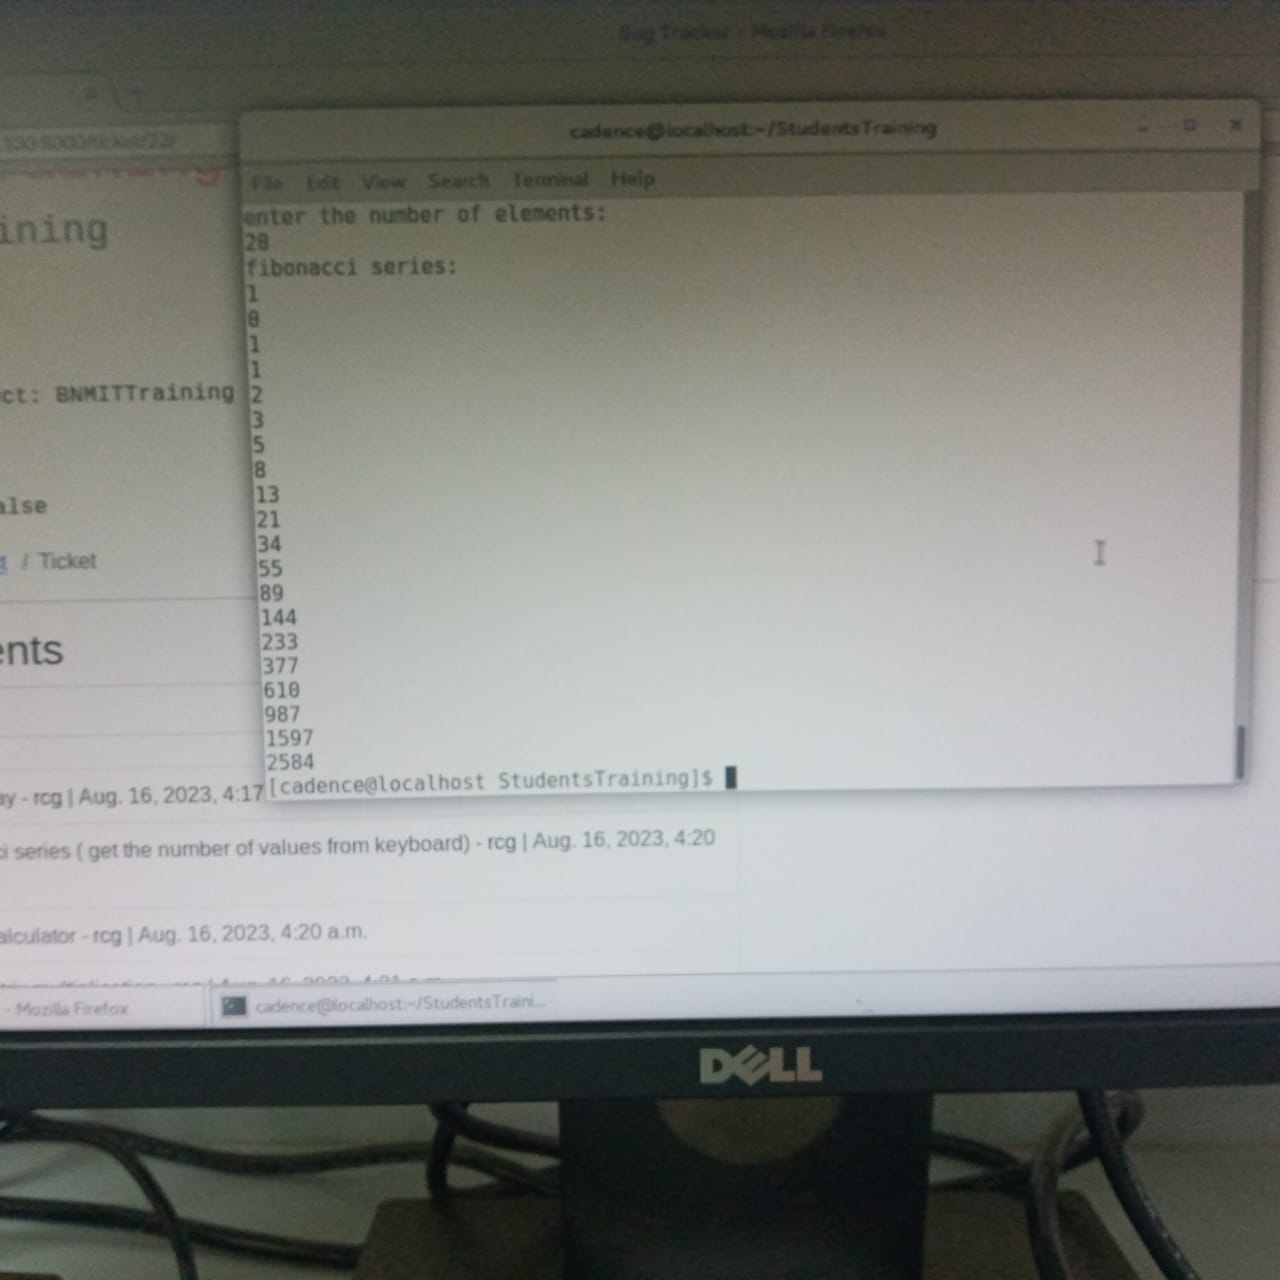 Bug Tracker - Mozilla Firefox
cadence@localhost:~/StudentsTraining
File Edit View Search Terminal Help
enter the number of elements:
20
fibonacci series:
1
0
1
1
2
3
5
8
13
21
34
55
89
144
233
377
610
987
1597
2584
[cadence@localhost StudentsTraining]$
ining
ct: BNMITTraining
alse
/ Ticket
ents
ay - rcg | Aug. 16, 2023, 4:17
ci series ( get the number of values from keyboard) - rcg | Aug. 16, 2023, 4:20
alculator - rcg | Aug. 16, 2023, 4:20 a.m.
- Mozilla Firefox
cadence@localhost:~/StudentsTraini...
DELL